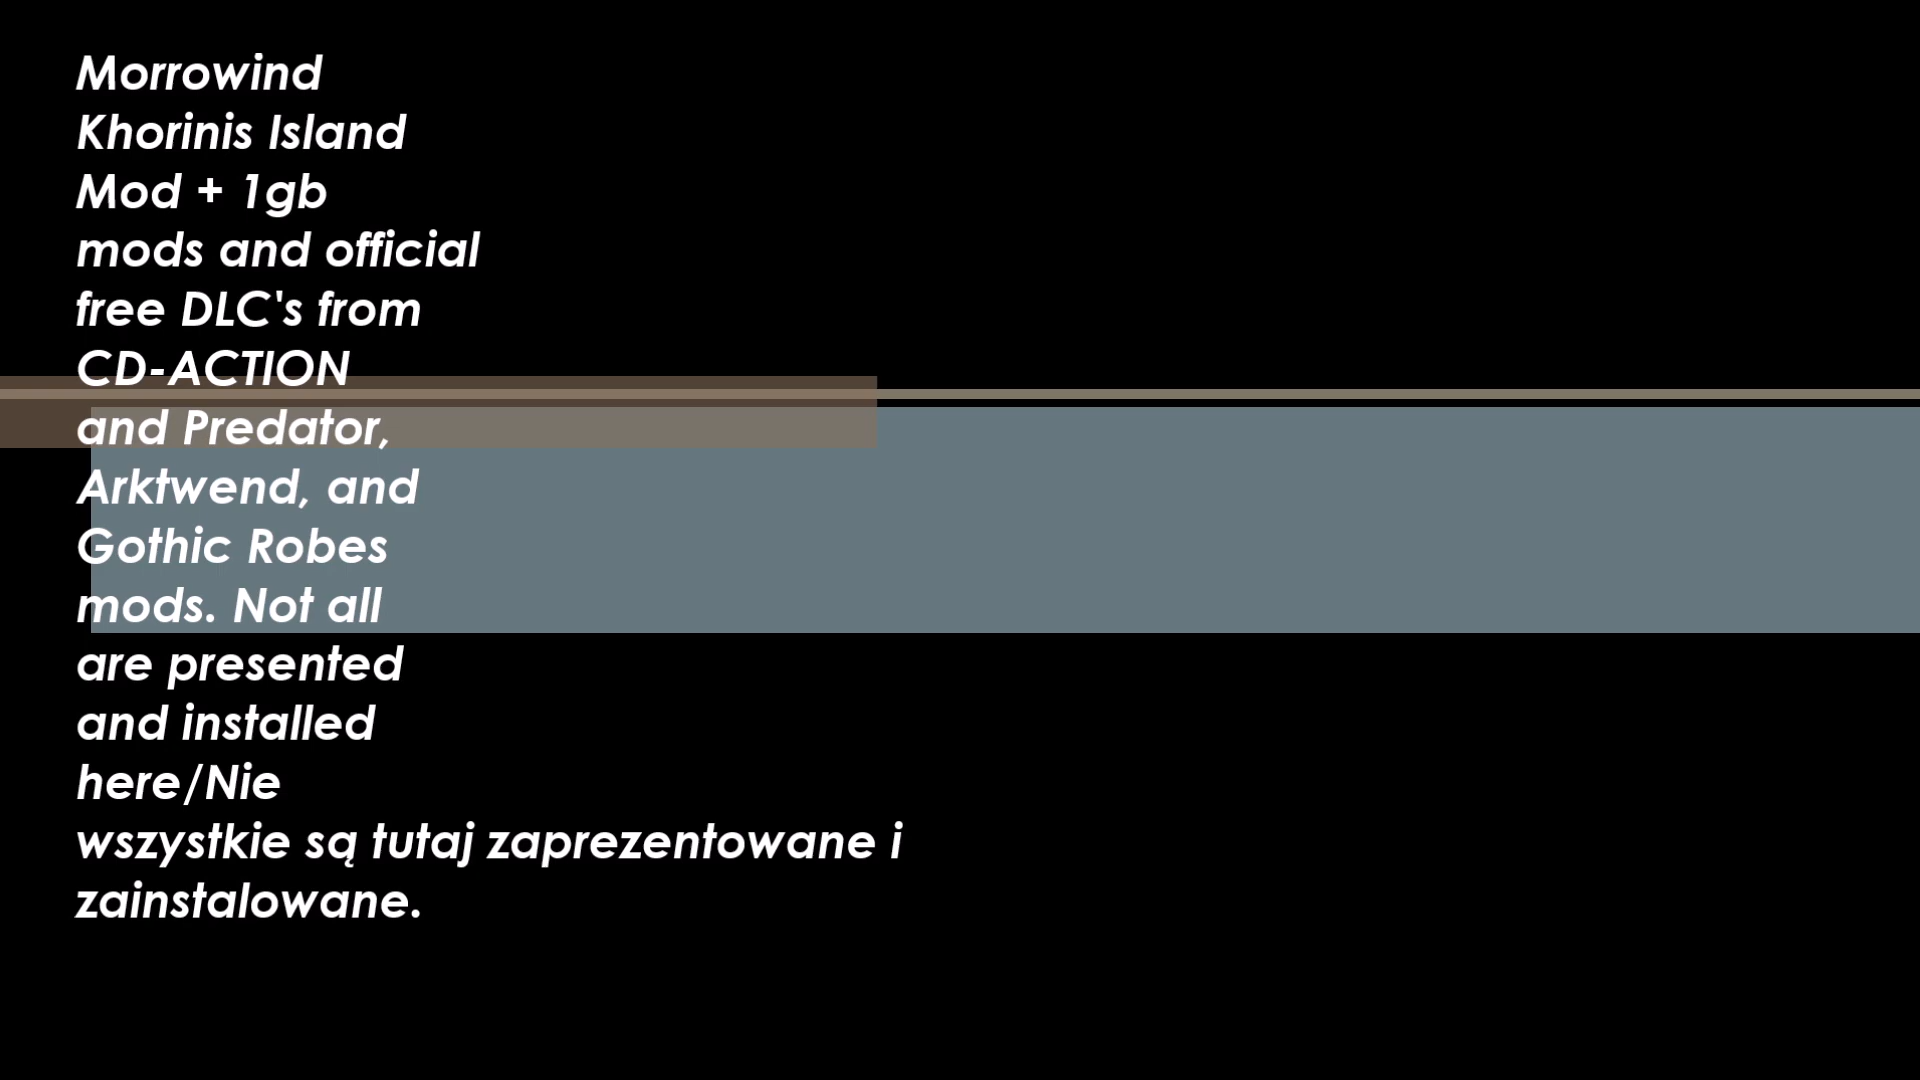 Morrowind
Khorinis Island
Mod + 1gb
mods and official
free DLC's from
CD-ACTION
and Predator,
Arktwend, and
Gothic Robes
mods. Not all
are presented
and installed
here/Nie
wszystkie są tutaj zaprezentowane i
zainstalowane.